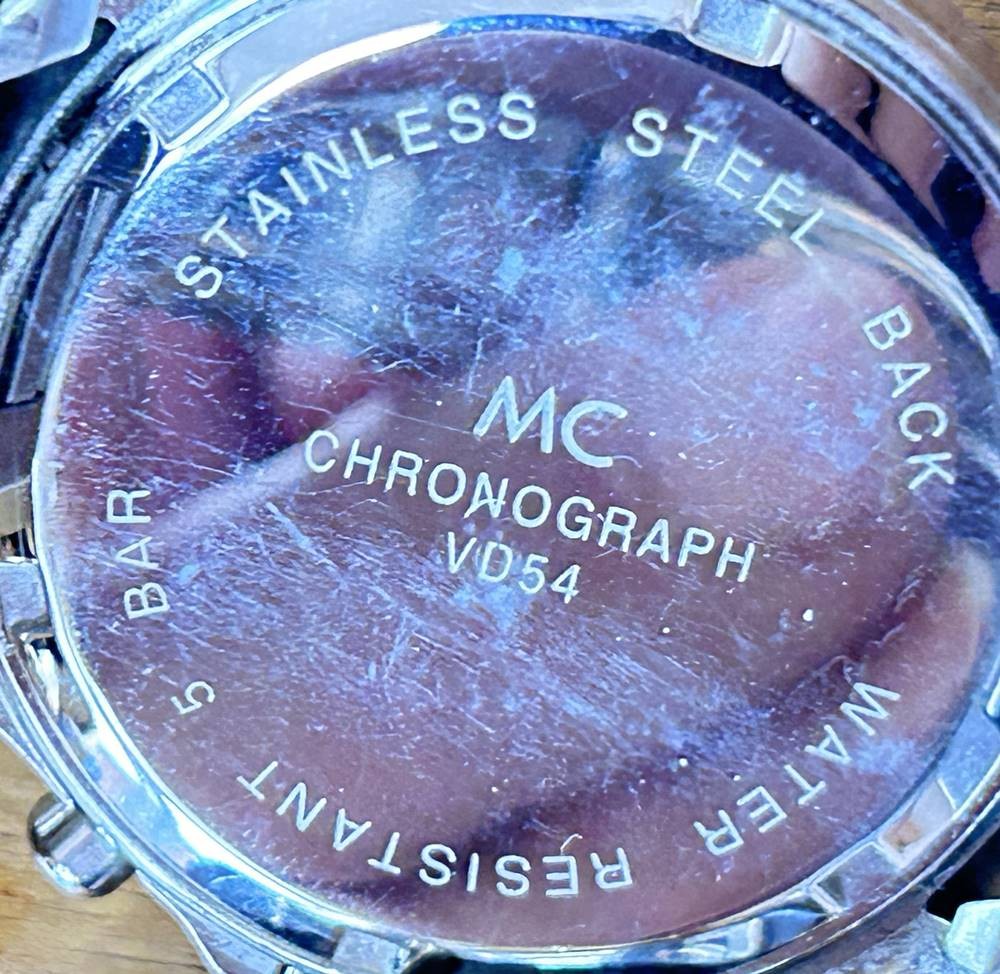 STAINLESS STEEL BACK
MC
CHRONOGRAPH
VD54
WATER RESISTANT 5 BAR